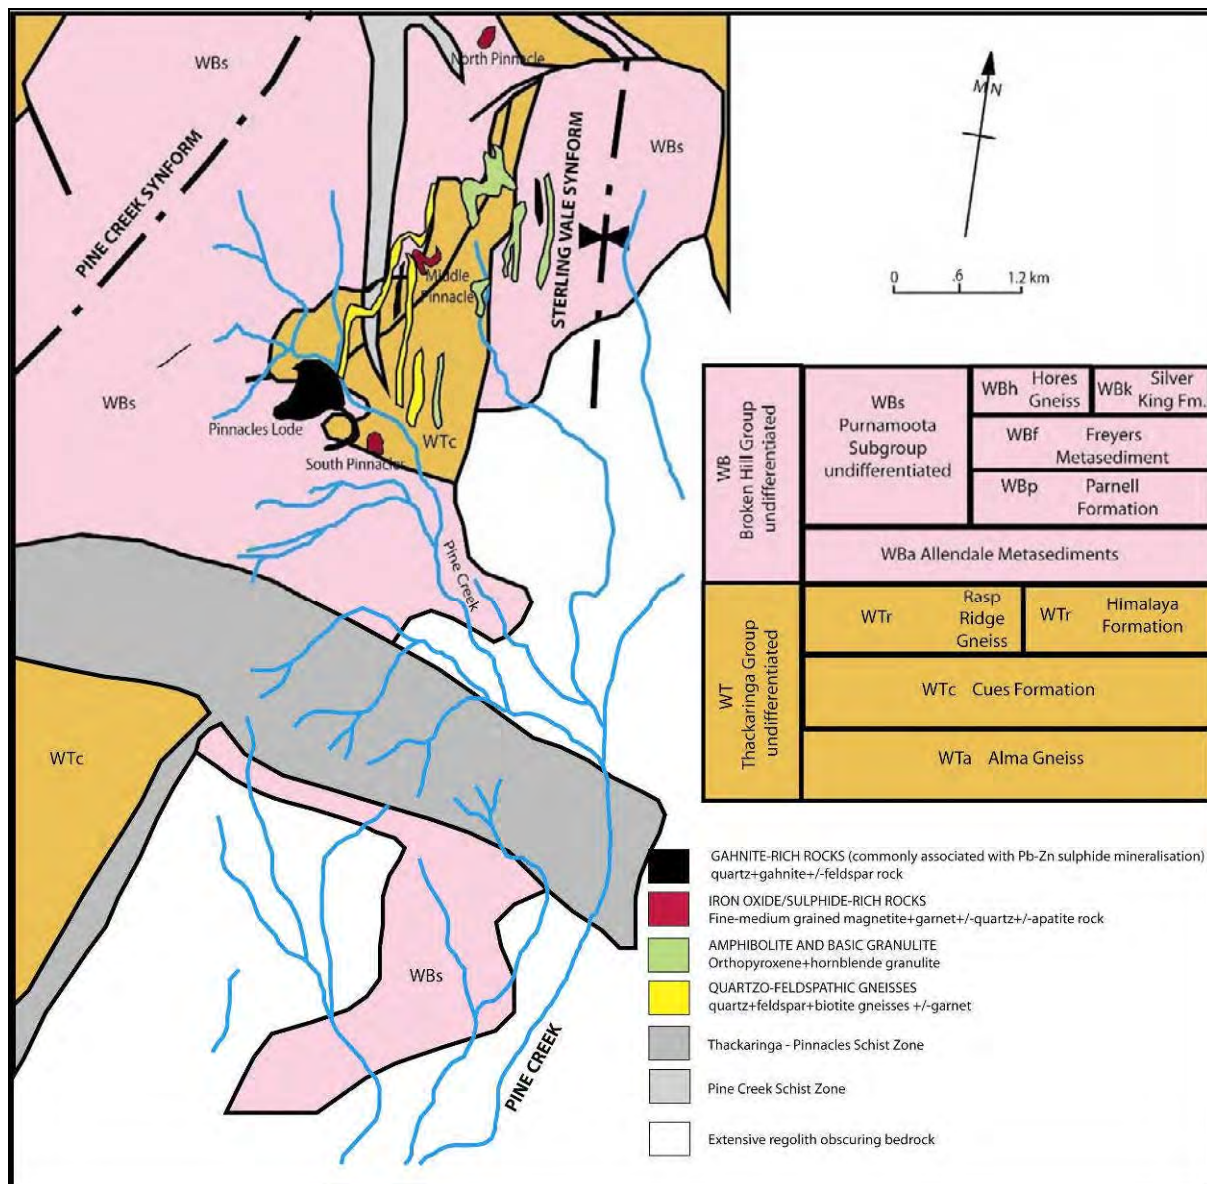 WBs
North Pinnacle
MN
PINE CREEK SYNFORM
STERLING VALE SYNFORM
WBs
Middle
Pinnacle
0 .6 1.2 km
WBs
Pinnacles Lode
WTc
South Pinnacler
Pine Creek
WTc
WBs
PINE CREEK
WB
Broken Hill Group
undifferentiated
WBs
Purnamoota
Subgroup
undifferentiated
WBh Hores
Gneiss
WBk Silver
King Fm.
WBf Freyers
Metasediment
WBp Parnell
Formation
WBa Allendale Metasediments
WT
Thackaringa Group
undifferentiated
WTr Rasp
Ridge
Gneiss
WTr Himalaya
Formation
WTc Cues Formation
WTa Alma Gneiss
GAHNITE-RICH ROCKS (commonly associated with Pb-Zn sulphide mineralisation)
quartz+gahnite+/-feldspar rock
IRON OXIDE/SULPHIDE-RICH ROCKS
Fine-medium grained magnetite+garnet+/-quartz+/-apatite rock
AMPHIBOLITE AND BASIC GRANULITE
Orthopyroxene+hornblende granulite
QUARTZO-FELDSPATHIC GNEISSES
quartz+feldspar+biotite gneisses +/-garnet
Thackaringa - Pinnacles Schist Zone
Pine Creek Schist Zone
Extensive regolith obscuring bedrock